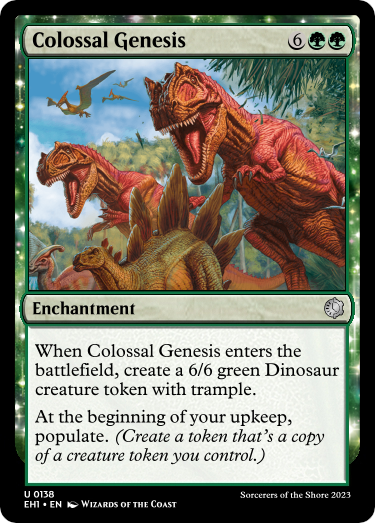 Colossal Genesis 6
Enchantment
When Colossal Genesis enters the
battlefield, create a 6/6 green Dinosaur
creature token with trample.
At the beginning of your upkeep,
populate. (Create a token that's a copy
of a creature token you control.)
U 0138
EH1 • EN Wizards of the Coast
Sorcerers of the Shore 2023